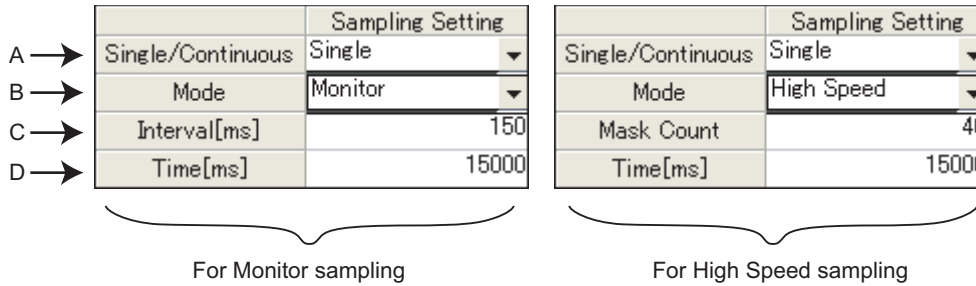 Sampling Setting
A Single/Continuous Single
B Mode Monitor
C Interval[ms] 150
D Time[ms] 15000
For Monitor sampling
Sampling Setting
Single/Continuous Single
Mode High Speed
Mask Count
Time[ms]
For High Speed sampling